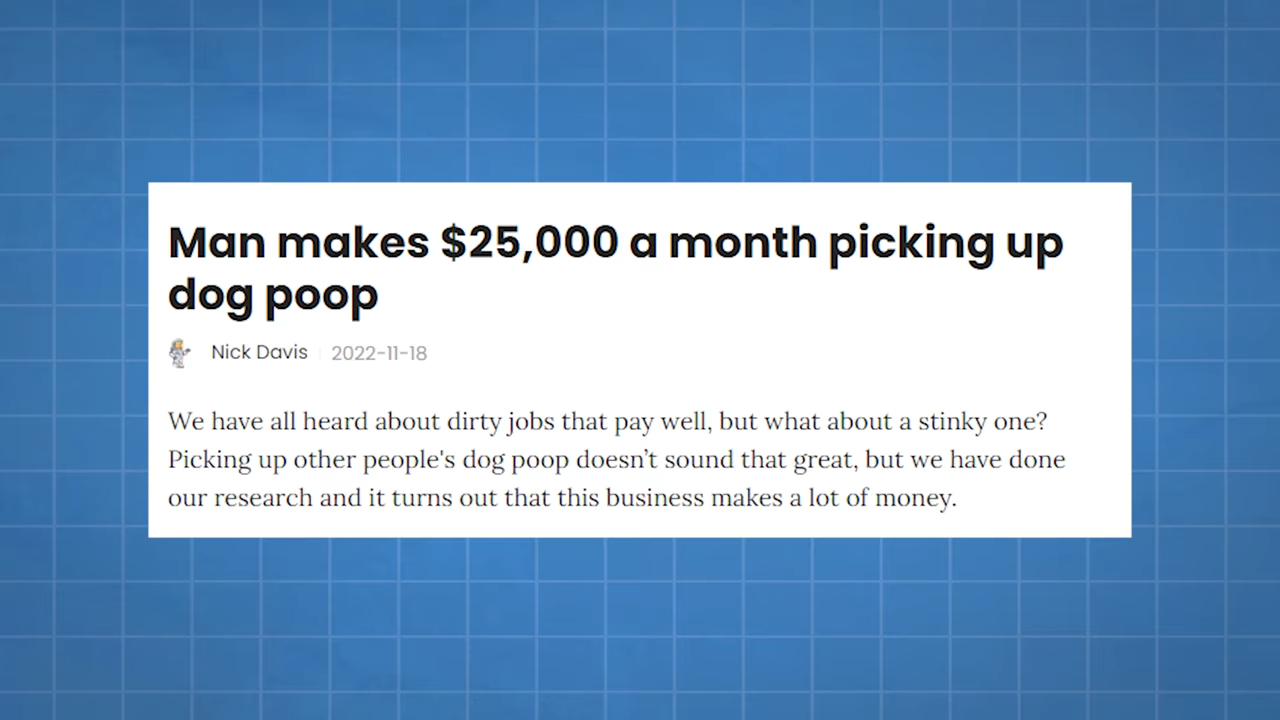 Man makes $25,000 a month picking up
dog poop
Nick Davis 2022-11-18
We have all heard about dirty jobs that pay well, but what about a stinky one?
Picking up other people's dog poop doesn’t sound that great, but we have done
our research and it turns out that this business makes a lot of money.